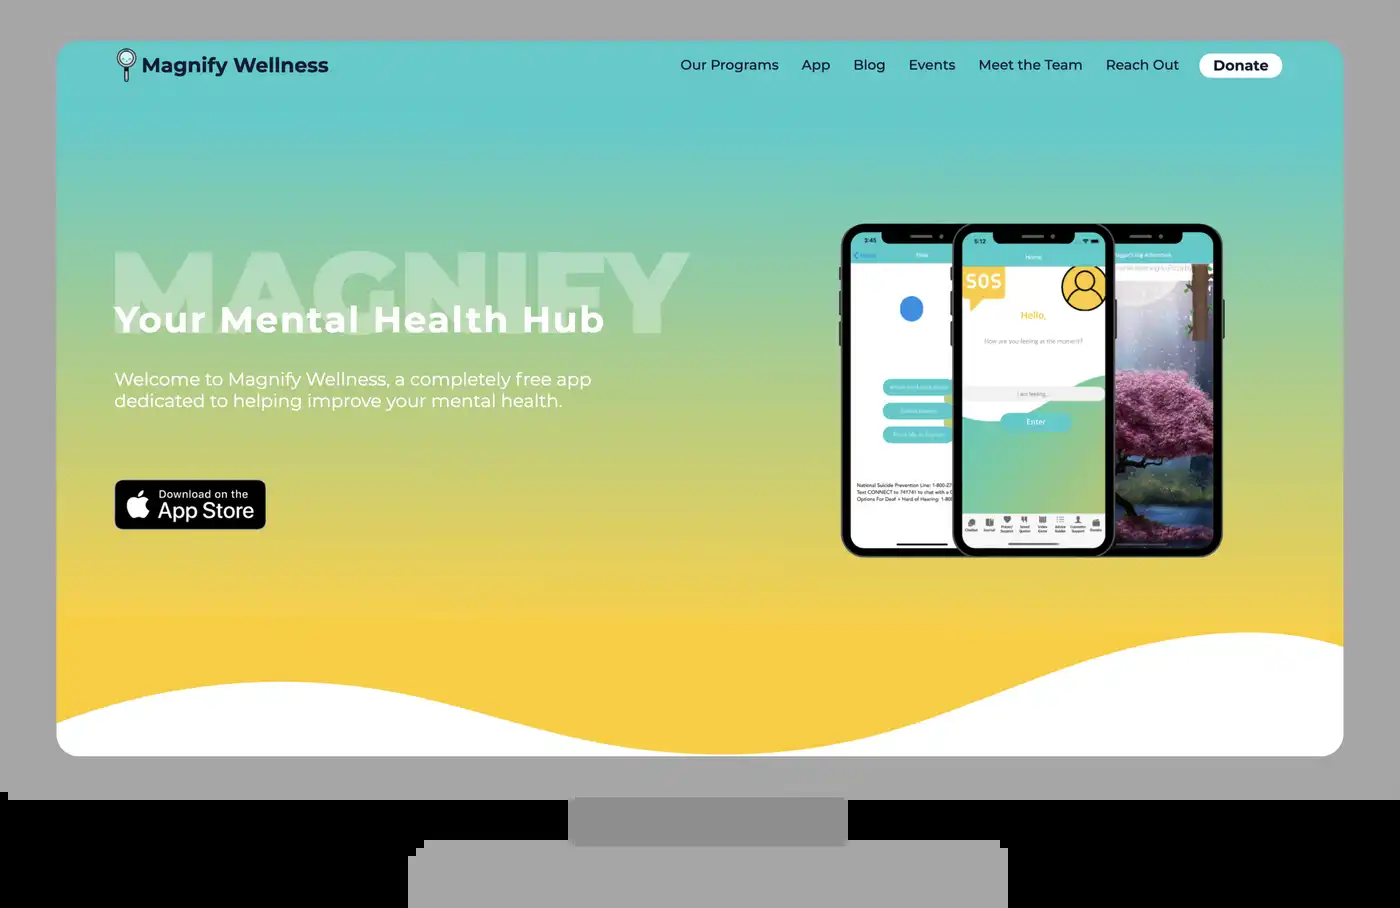 Magnify Wellness
Our Programs App Blog Events Meet the Team Reach Out Donate
MAGNIFY
Your Mental Health Hub
Welcome to Magnify Wellness, a completely free app
dedicated to helping improve your mental health.
Download on the
App Store
3:45
National Suicide Prevention Line: 1-800-27
Text CONNECT to 741741 to chat with a C
Options For Deaf + Hard of Hearing: 1-80
5:12
Home
SOS
Hello,
How are you feeling at the moment?
I am feeling...
Enter